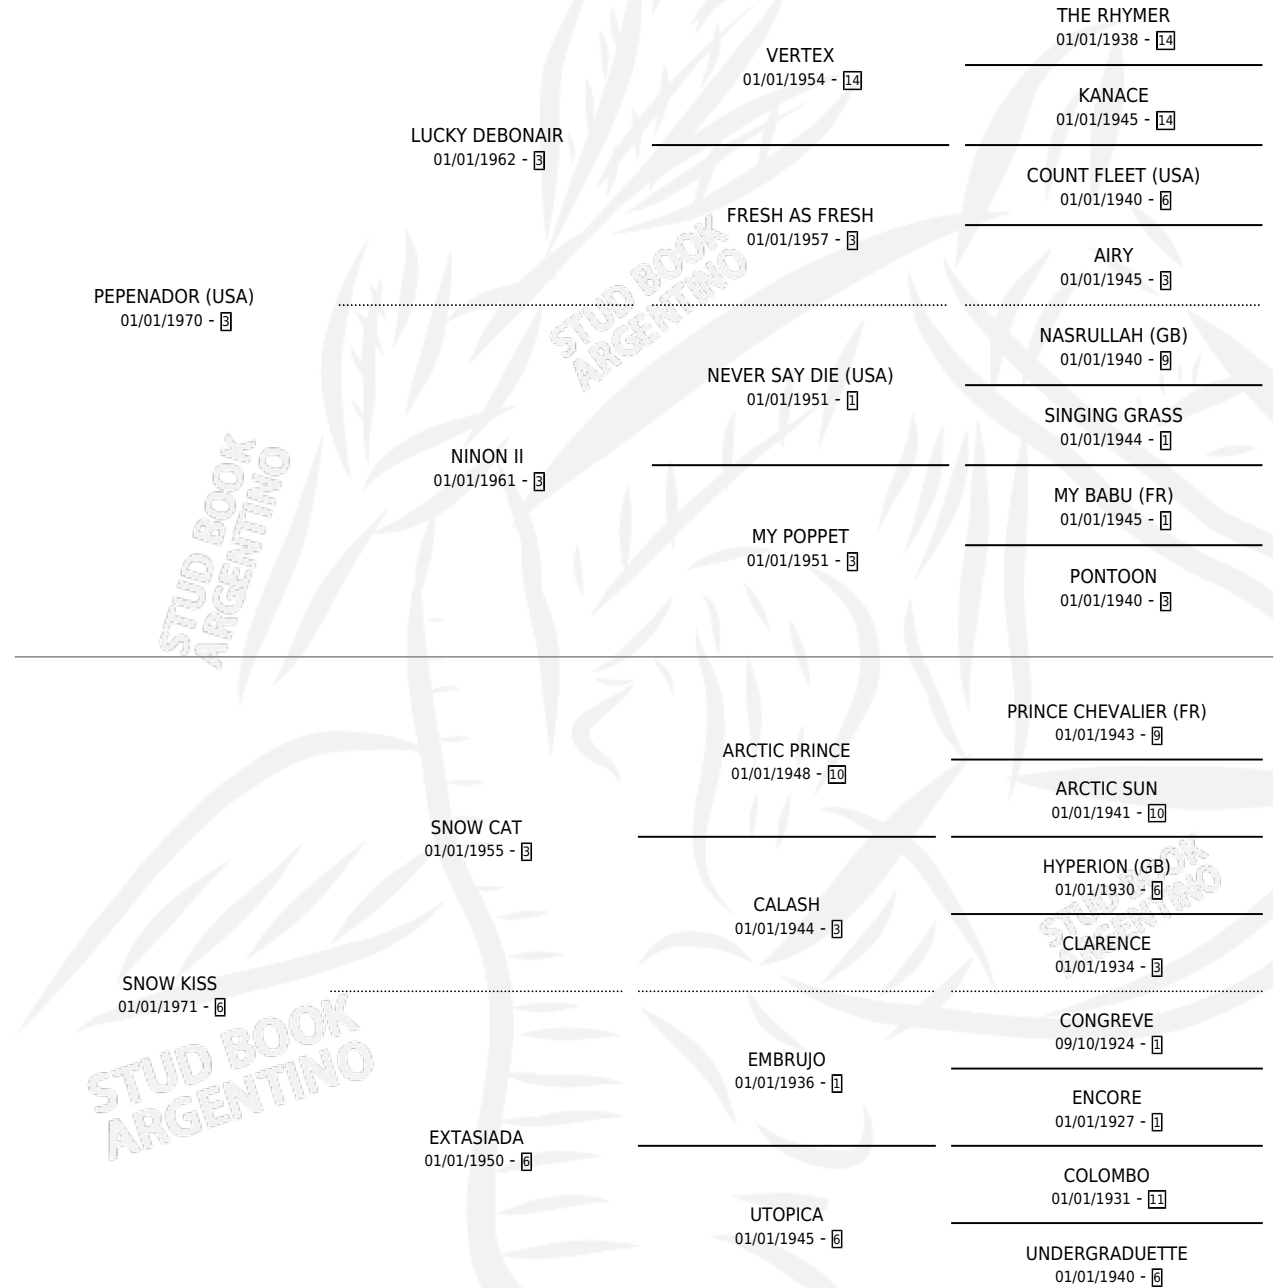 THE RHYMER
01/01/1938 - 14
VERTEX
01/01/1954 - 14
KANACE
01/01/1945 - 14
LUCKY DEBONAIR
01/01/1962 - 3
COUNT FLEET (USA)
01/01/1940 - 6
FRESH AS FRESH
01/01/1957 - 3
AIRY
01/01/1945 - 3
PEPENADOR (USA)
01/01/1970 - 3
STUD BOOK
ARGENTINO
NASRULLAH (GB)
01/01/1940 - 9
NEVER SAY DIE (USA)
01/01/1951 - 1
SINGING GRASS
01/01/1944 - 1
NINON II
01/01/1961 - 3
MY BABU (FR)
01/01/1945 - 1
MY POPPET
01/01/1951 - 3
PONTOON
01/01/1940 - 3
STUD BOOK
ARGENTINO
PRINCE CHEVALIER (FR)
01/01/1943 - 9
ARCTIC PRINCE
01/01/1948 - 10
ARCTIC SUN
01/01/1941 - 10
SNOW CAT
01/01/1955 - 3
HYPERION (GB)
01/01/1930 - 6
CALASH
01/01/1944 - 3
STUD BOOK
ARGENTINO
CLARENCE
01/01/1934 - 3
SNOW KISS
01/01/1971 - 6
STUD BOOK
ARGENTINO
CONGREVE
09/10/1924 - 1
EMBRUJO
01/01/1936 - 1
ENCORE
01/01/1927 - 1
EXTASIADA
01/01/1950 - 6
COLOMBO
01/01/1931 - 11
UTOPICA
01/01/1945 - 6
UNDERGRADUETTE
01/01/1940 - 6